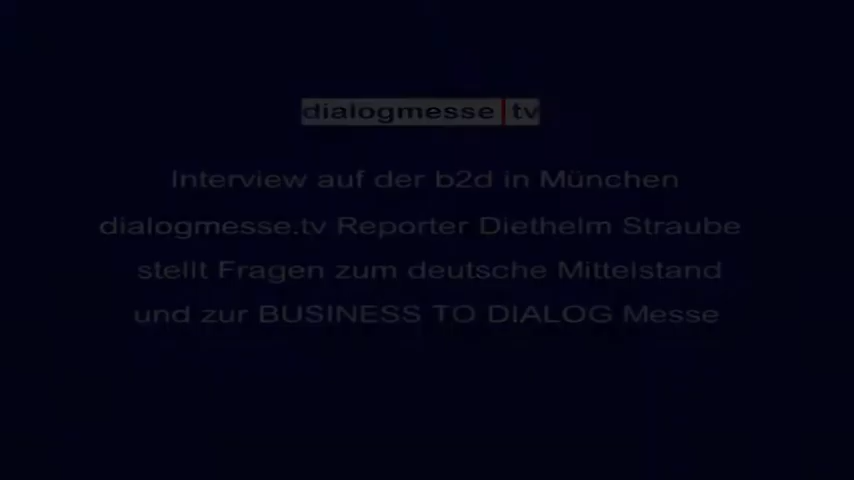 dialogmesse|tv
Interview auf der b2d in München
dialogmesse.tv Reporter Diethelm Straube
stellt Fragen zum deutsche Mittelstand
und zur BUSINESS TO DIALOG Messe